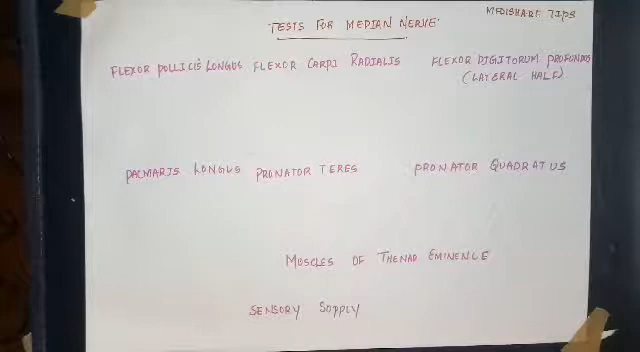 MEDISMART TIPS
"TESTS FOR MEDIAN NERVE"
FLEXOR POLLICIS LONGUS FLEXOR CARPI RADIALIS FLEXOR DIGITORUM PROFUNDUS
(LATERAL HALF)
PALMARIS LONGUS PRONATOR TERES PRONATOR QUADRATUS
MUSCLES OF THENAR EMINENCE
SENSORY SUPPLY